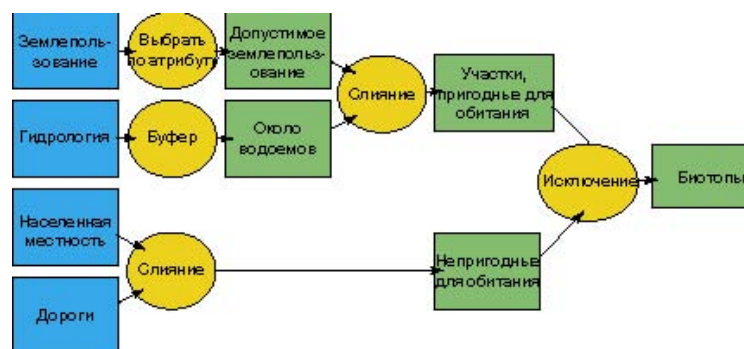 Землеполь-
зование
Выбрать
по атрибуту
Допустимое
землеполь-
зование
Слияние
Участки,
пригодные для
обитания
Гидрология
Буфер
Около
водоемов
Исключение
Биотопы
Населенная
местность
Слияние
Непригодные
для обитания
Дороги